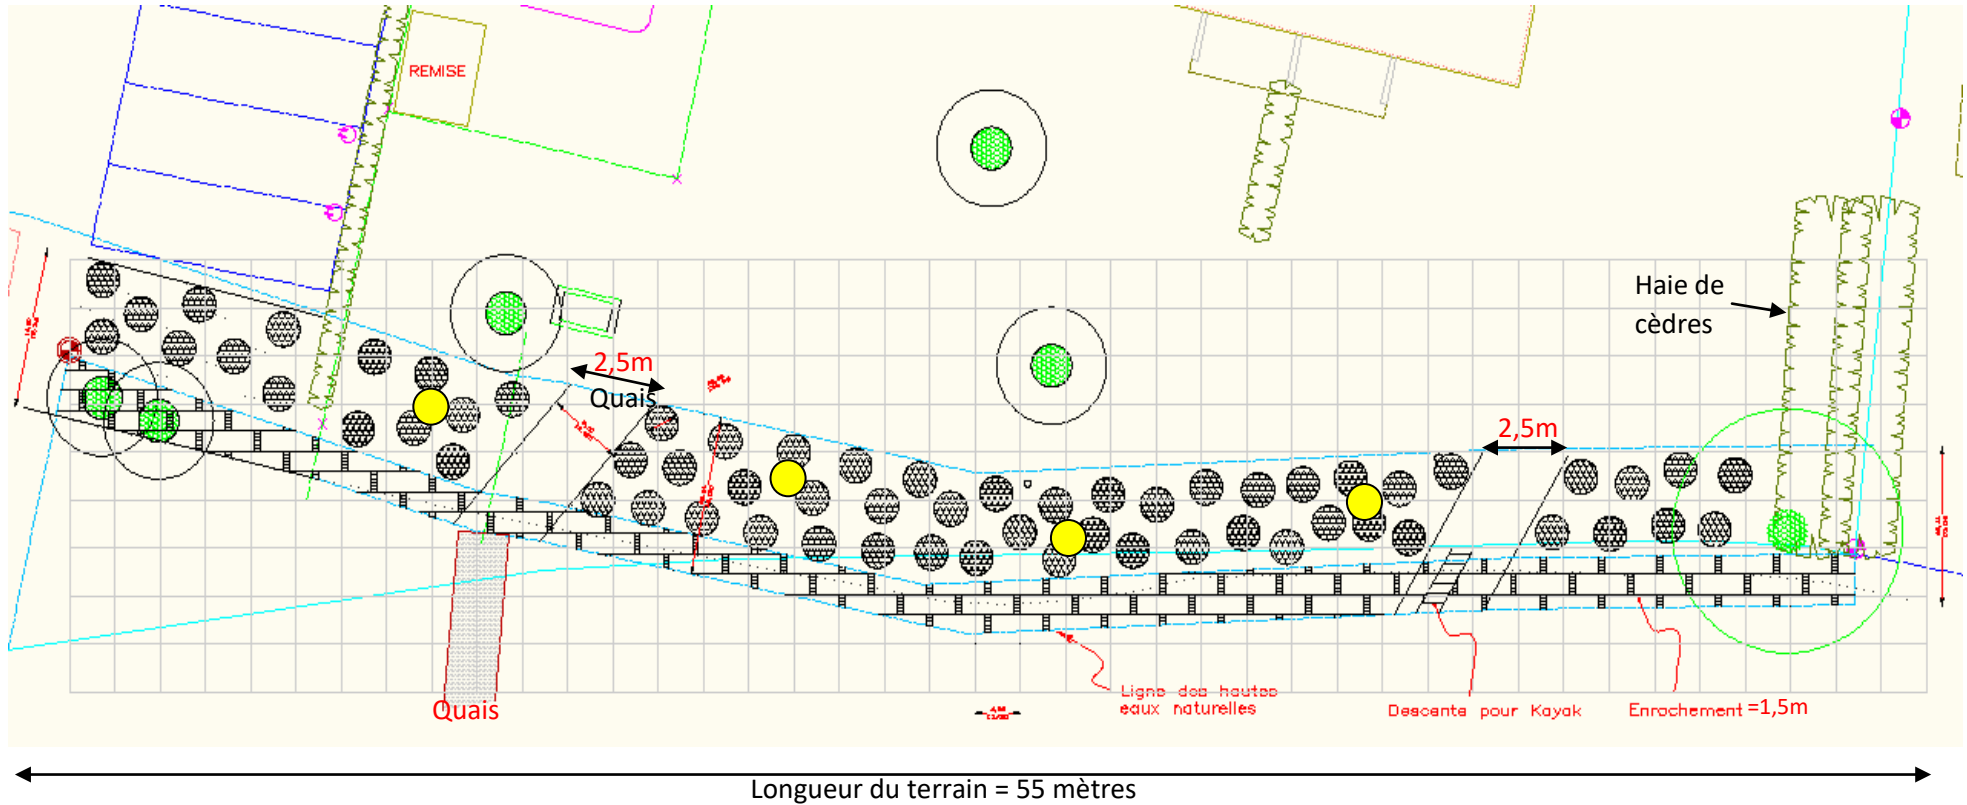 REMISE
Haie de
cèdres
2,5m
Quais
2,5m
Quais
Ligne des hautes
eaux naturelles
Descente pour Kayak
Enrochement =1,5m
Longueur du terrain = 55 mètres